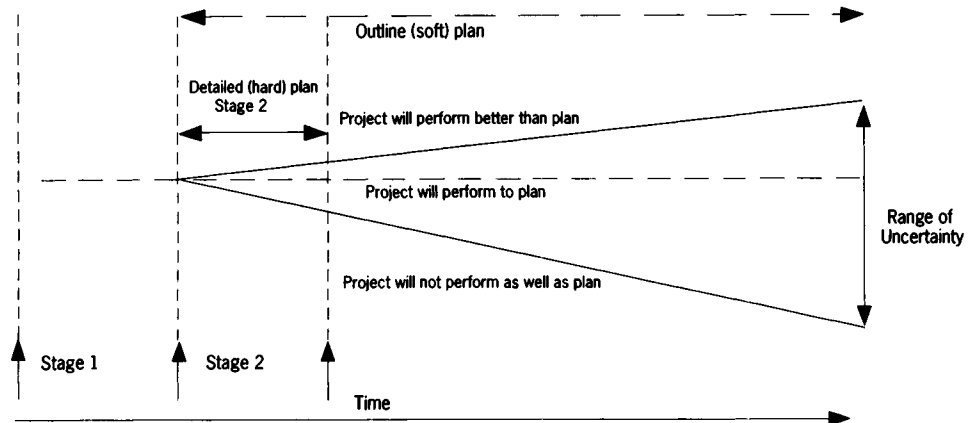 Outline (soft) plan
Detailed (hard) plan
Stage 2
Project will perform better than plan
Project will perform to plan
Range of
Uncertainty
Project will not perform as well as plan
Stage 1
Stage 2
Time